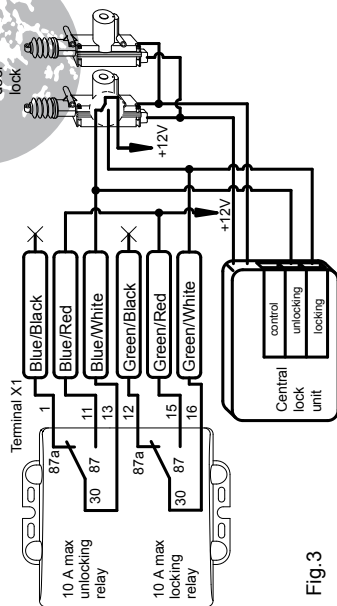 lock
Terminal X1
Blue/Black
Blue/Red
Blue/White
Green/Black
Green/Red
Green/White
1
11
13
12
15
16
87a
87
30
87a
87
30
10 A max
unlocking
relay
10 A max
locking
relay
+12V
+12V
control
unlocking
locking
Central
lock
unit
Fig.3